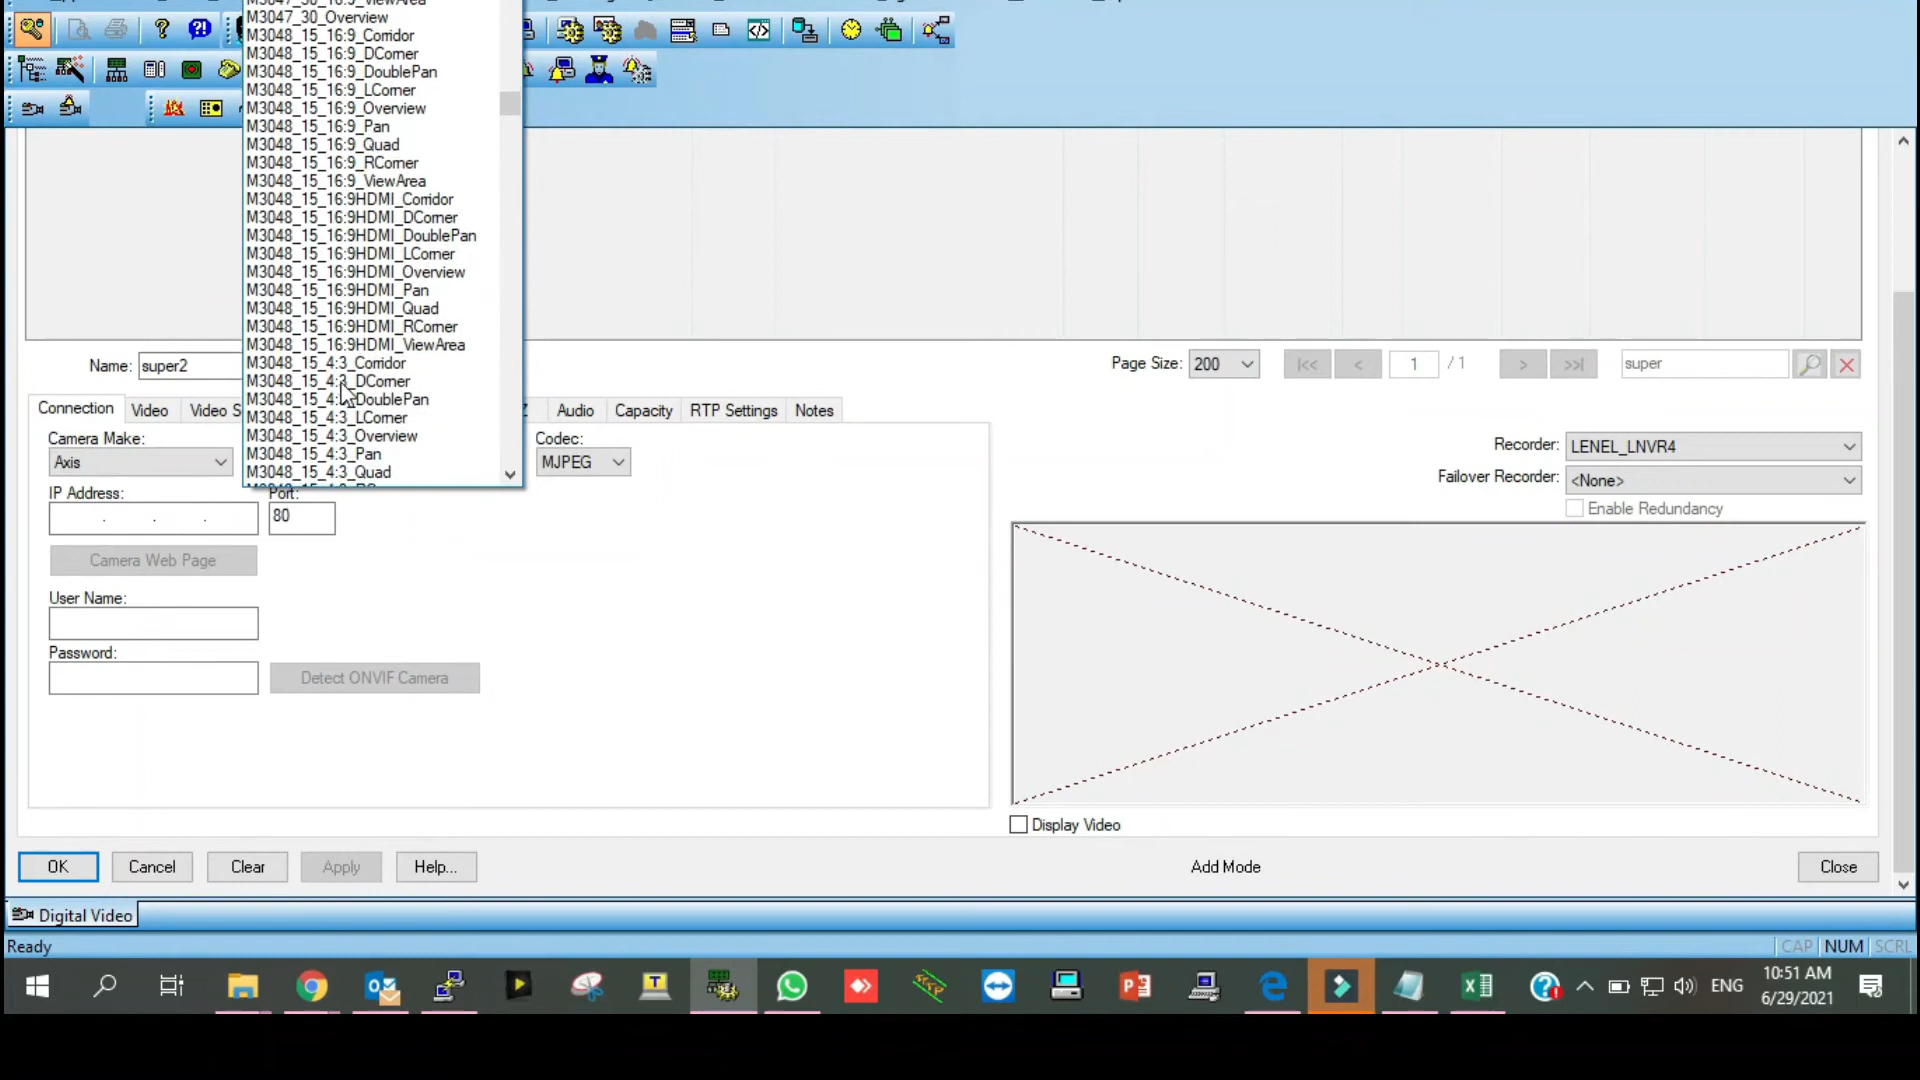 M3047_30_16:9_ViewArea
M3047_30_Overview
M3048_15_16:9_Corridor
M3048_15_16:9_DCorner
M3048_15_16:9_DoublePan
M3048_15_16:9_LCorner
M3048_15_16:9_Overview
M3048_15_16:9_Pan
M3048_15_16:9_Quad
M3048_15_16:9_RCorner
M3048_15_16:9_ViewArea
M3048_15_16:9HDMI_Corridor
M3048_15_16:9HDMI_DCorner
M3048_15_16:9HDMI_DoublePan
M3048_15_16:9HDMI_LCorner
M3048_15_16:9HDMI_Overview
M3048_15_16:9HDMI_Pan
M3048_15_16:9HDMI_Quad
M3048_15_16:9HDMI_RCorner
M3048_15_16:9HDMI_ViewArea
M3048_15_4:3_Corridor
M3048_15_4:3_DCorner
M3048_15_4:3_DoublePan
M3048_15_4:3_LCorner
M3048_15_4:3_Overview
M3048_15_4:3_Pan
M3048_15_4:3_Quad
Name: super2
Page Size: 200 |<< < 1 / 1 > >>| super
Connection Video Video S Audio Capacity RTP Settings Notes
Camera Make: Codec:
Axis MJPEG
Recorder: LENEL_LNVR4
Failover Recorder: <None>
Enable Redundancy
IP Address: Port:
. . . 80
Camera Web Page
User Name:
Password:
Detect ONVIF Camera
Display Video
OK Cancel Clear Apply Help... Add Mode Close
Digital Video
Ready CAP NUM SCRL
ENG 10:51 AM
6/29/2021